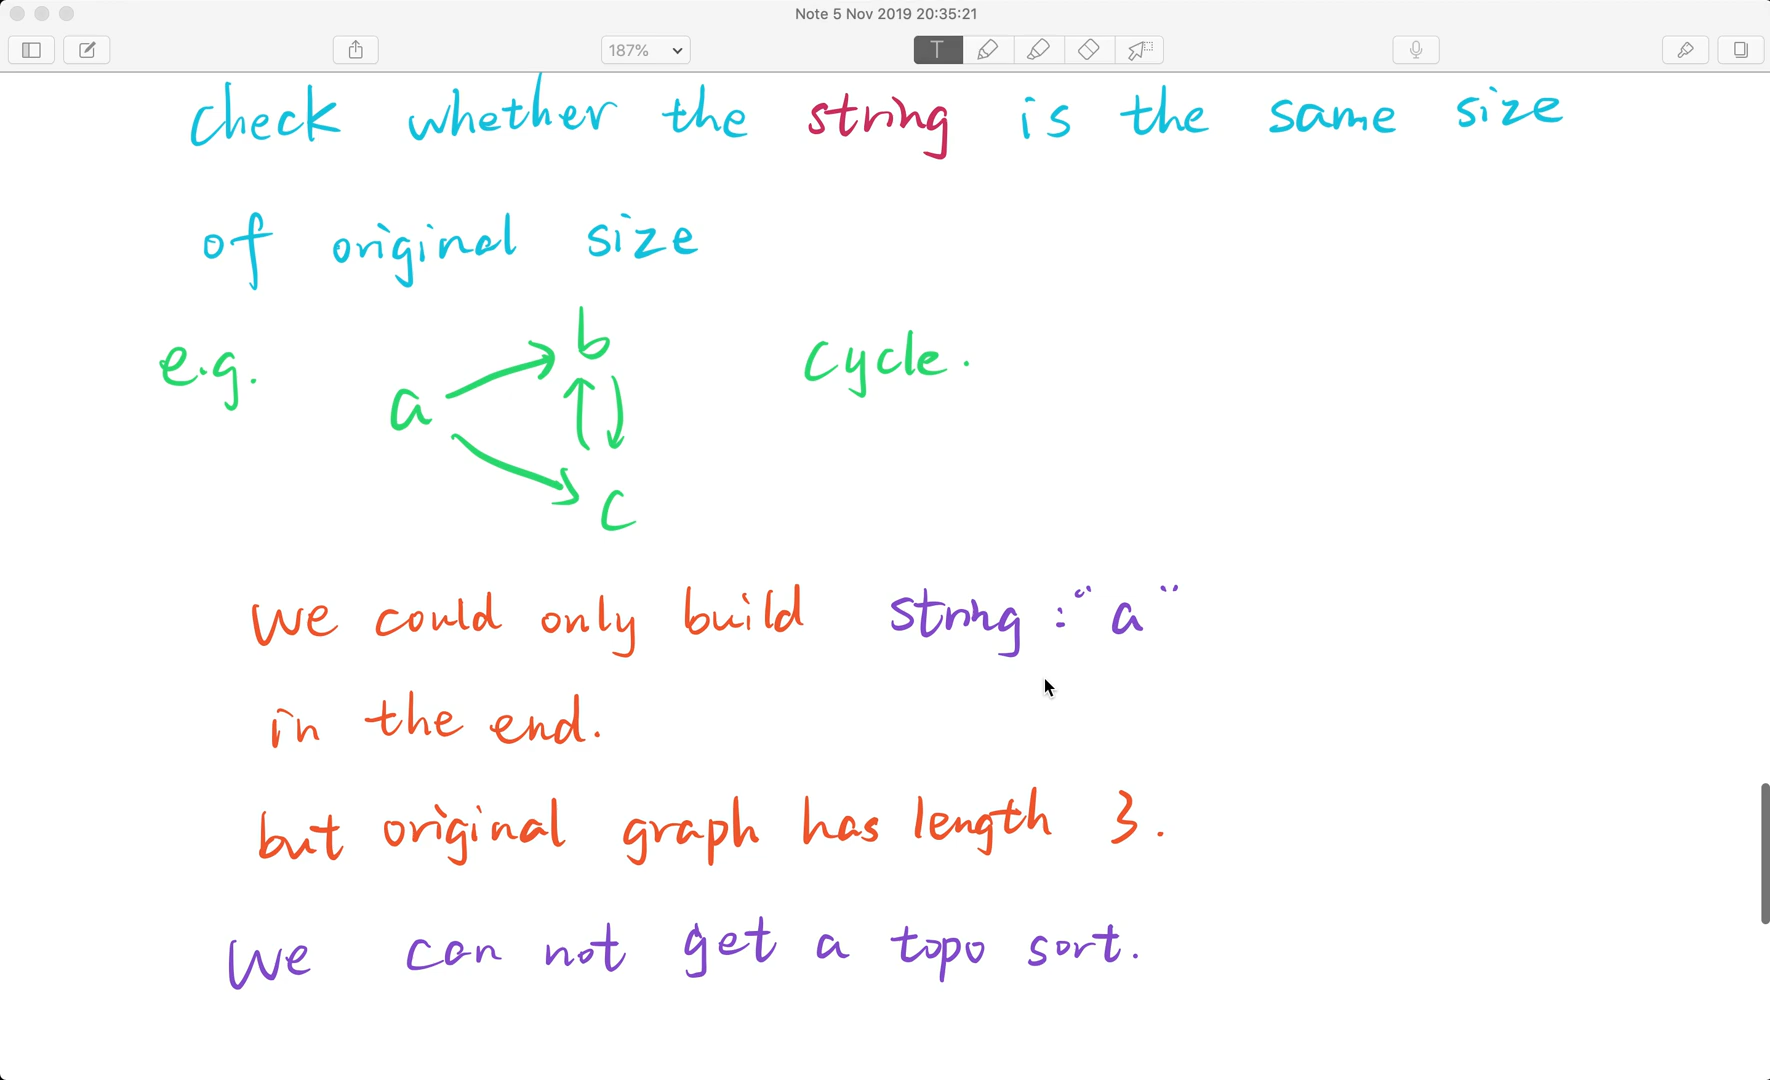 Note 5 Nov 2019 20:35:21
187%
T
check whether the string is the same size
of original size
e.g.
b
cycle.
a
c
we could only build string : "a"
in the end.
but original graph has length 3.
We can not get a topo sort.